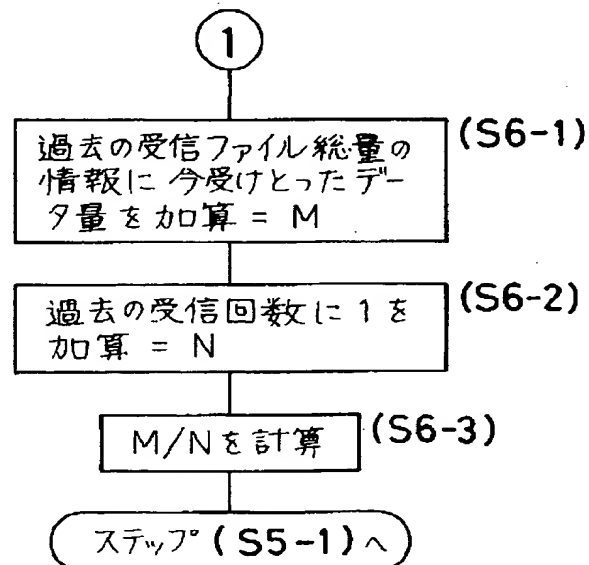 1
(S6-1)
過去の受信ファイル総量の
情報に今受けとったデー
タ量を加算 = M
(S6-2)
過去の受信回数に1を
加算 = N
(S6-3)
M/Nを計算
ステップ(S5-1)へ